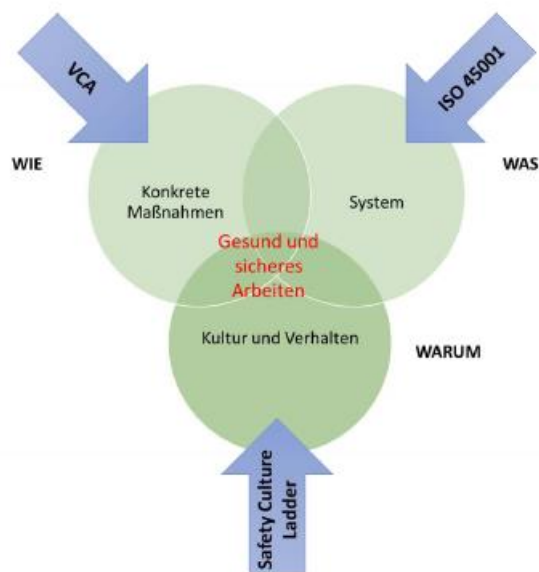 VCA
ISO 45001
WIE
WAS
Konkrete
Maßnahmen
System
Gesund und
sicheres
Arbeiten
Kultur und Verhalten
WARUM
Safety Culture
Ladder